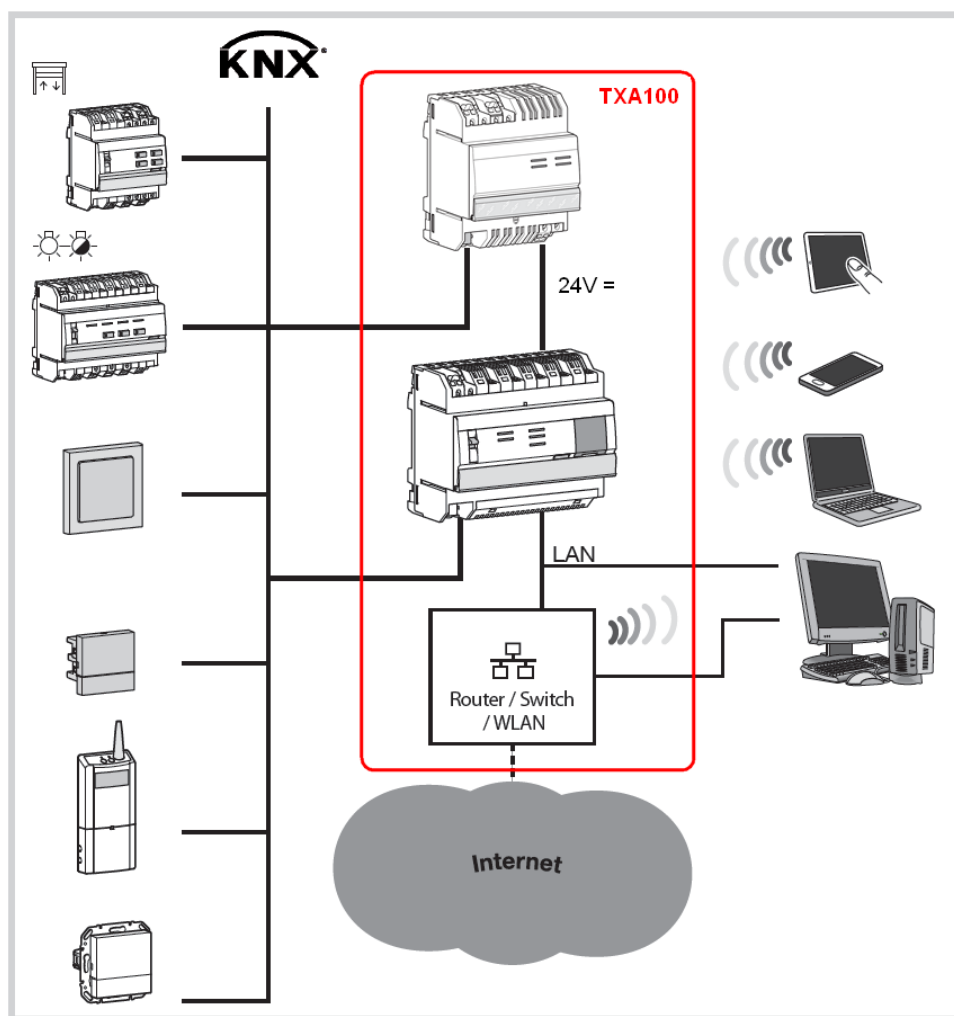 KNX®
TXA100
24V =
LAN
Router / Switch
/ WLAN
Internet